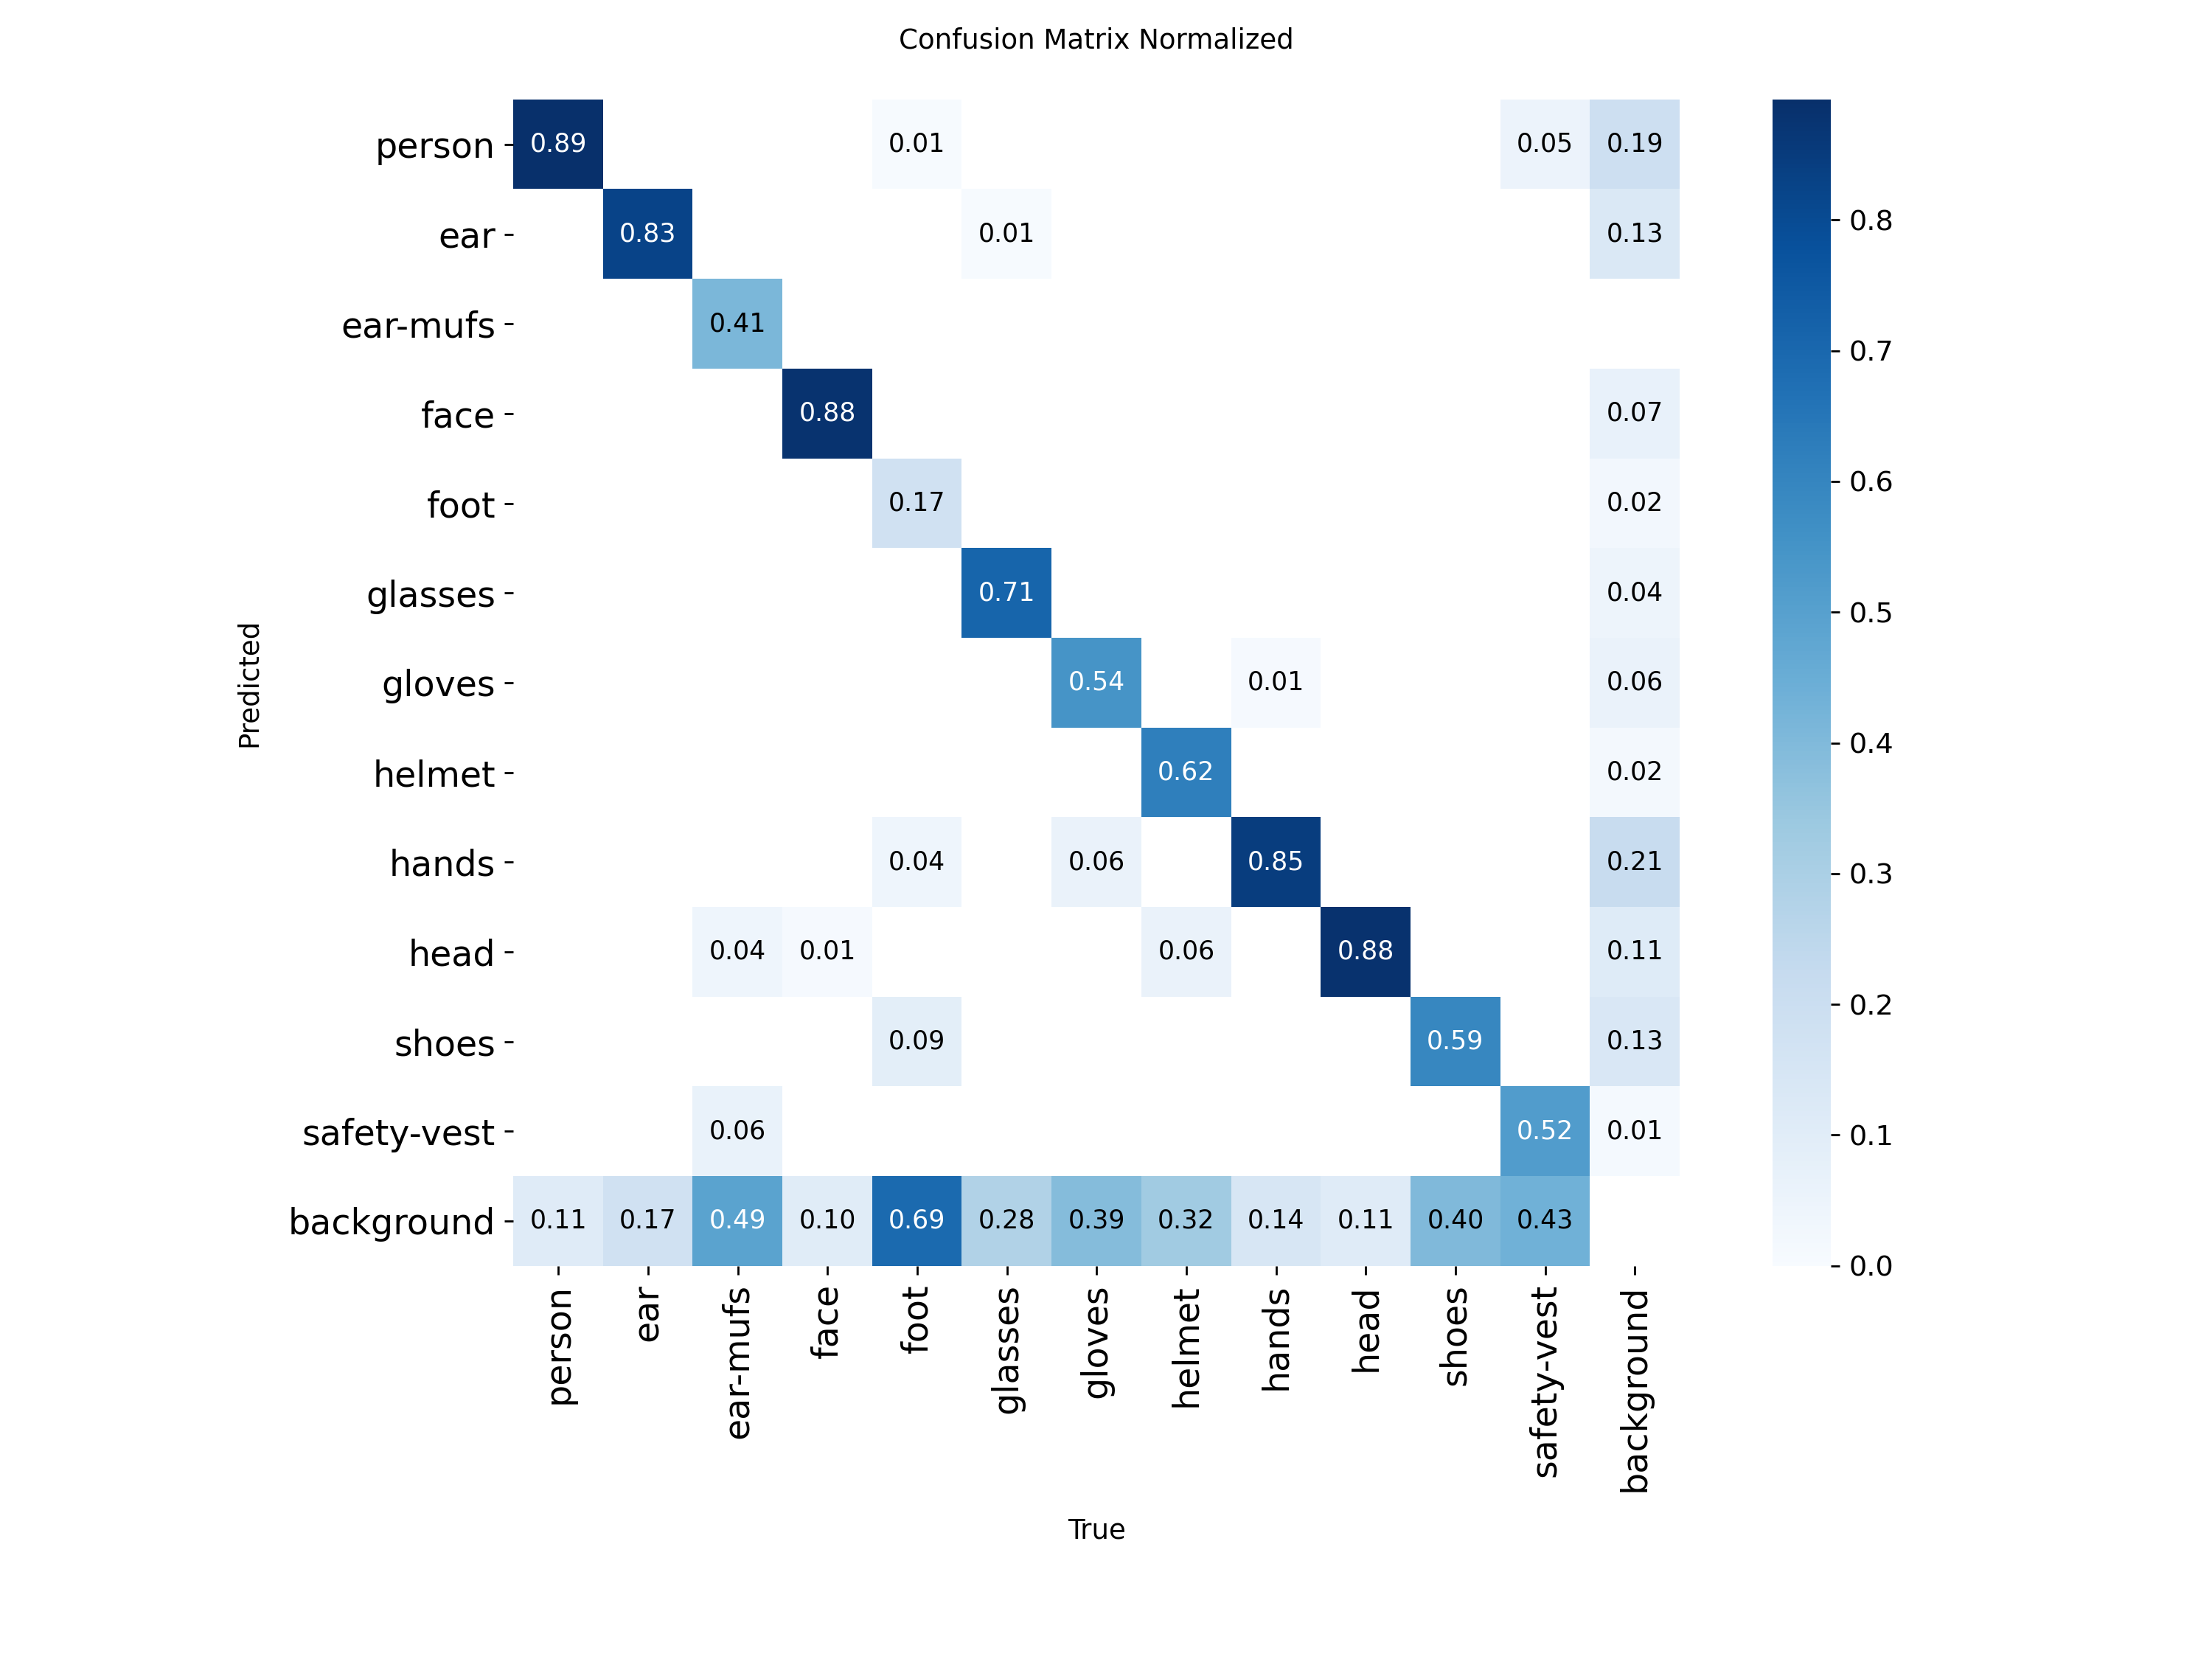 Confusion Matrix Normalized
person 0.89 0.01 0.05 0.19
ear 0.83 0.01 0.13
ear-mufs 0.41
face 0.88 0.07
foot 0.17 0.02
glasses 0.71 0.04
gloves 0.54 0.01 0.06
helmet 0.62 0.02
hands 0.04 0.06 0.85 0.21
head 0.04 0.01 0.06 0.88 0.11
shoes 0.09 0.59 0.13
safety-vest 0.06 0.52 0.01
background 0.11 0.17 0.49 0.10 0.69 0.28 0.39 0.32 0.14 0.11 0.40 0.43
Predicted
person
ear
ear-mufs
face
foot
glasses
gloves
helmet
hands
head
shoes
safety-vest
background
True
0.8
0.7
0.6
0.5
0.4
0.3
0.2
0.1
0.0